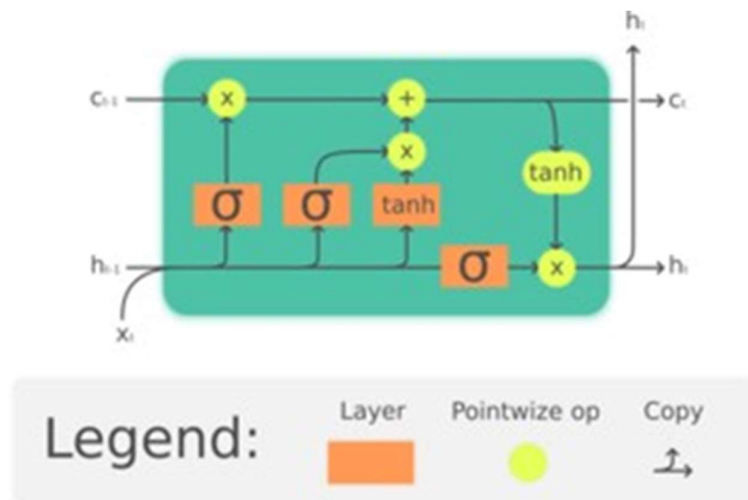 hₜ
cₜ₋₁ x + cₜ
x
tanh
σ σ tanh
hₜ₋₁ σ x hₜ
xₜ
Legend:
Layer
Pointwize op
Copy